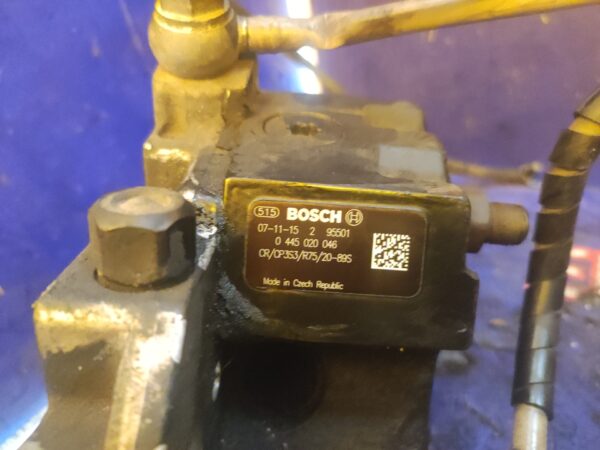 515 BOSCH
07-11-15 2 95501
0 445 020 046
CR/CP3S3/R75/20-89S
Made in Czech Republic